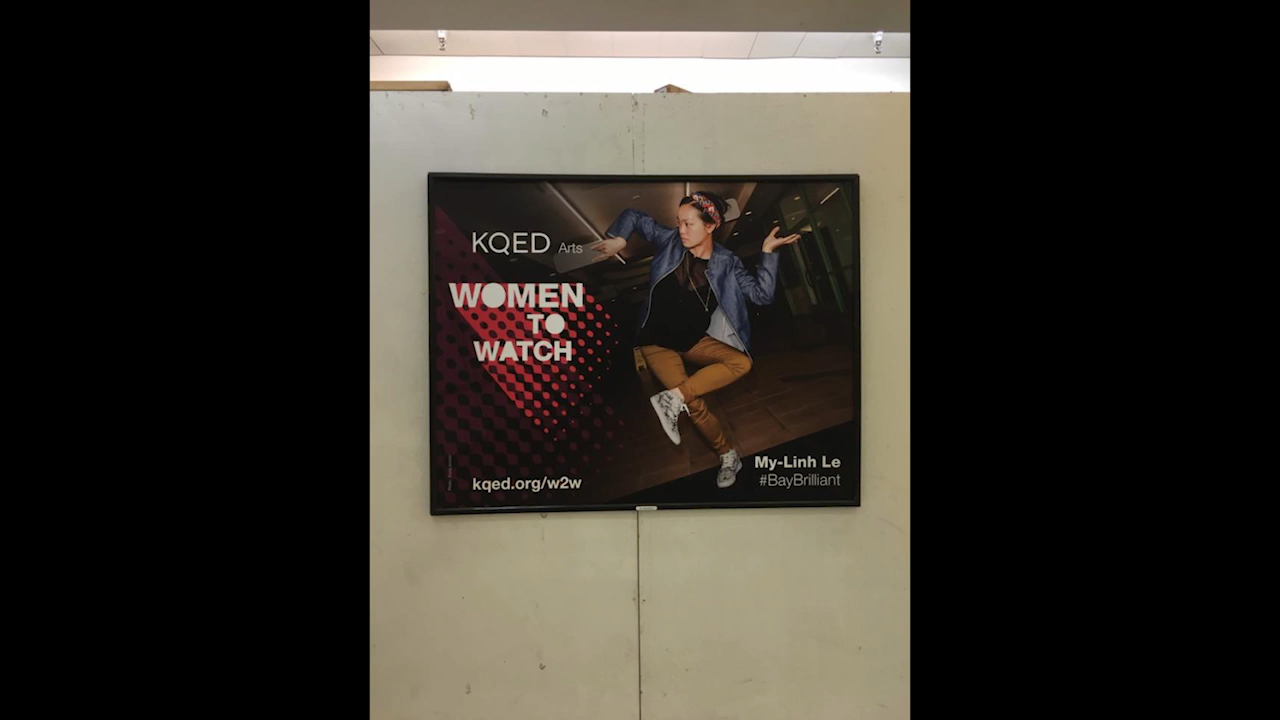 KQED Arts
WOMEN
TO
WATCH
kqed.org/w2w
My-Linh Le
#BayBrilliant